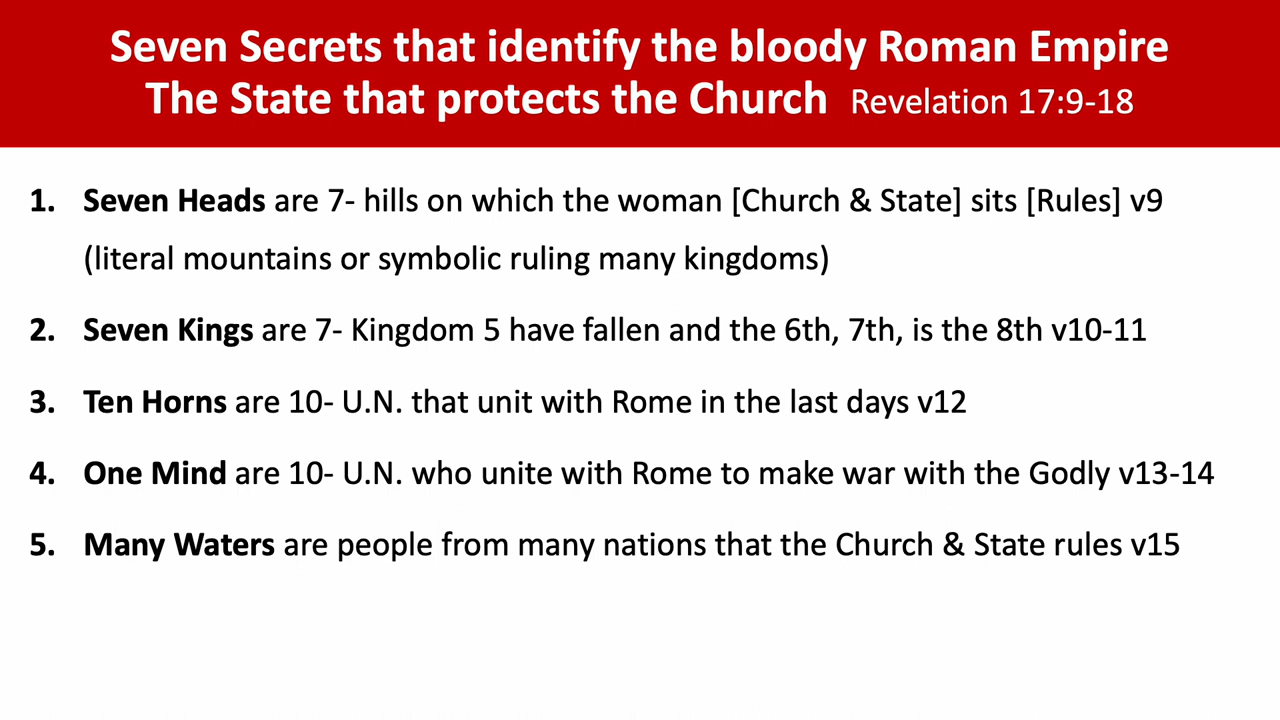 Seven Secrets that identify the bloody Roman Empire
The State that protects the Church Revelation 17:9-18
1. Seven Heads are 7- hills on which the woman [Church & State] sits [Rules] v9
(literal mountains or symbolic ruling many kingdoms)
2. Seven Kings are 7- Kingdom 5 have fallen and the 6th, 7th, is the 8th v10-11
3. Ten Horns are 10- U.N. that unit with Rome in the last days v12
4. One Mind are 10- U.N. who unite with Rome to make war with the Godly v13-14
5. Many Waters are people from many nations that the Church & State rules v15